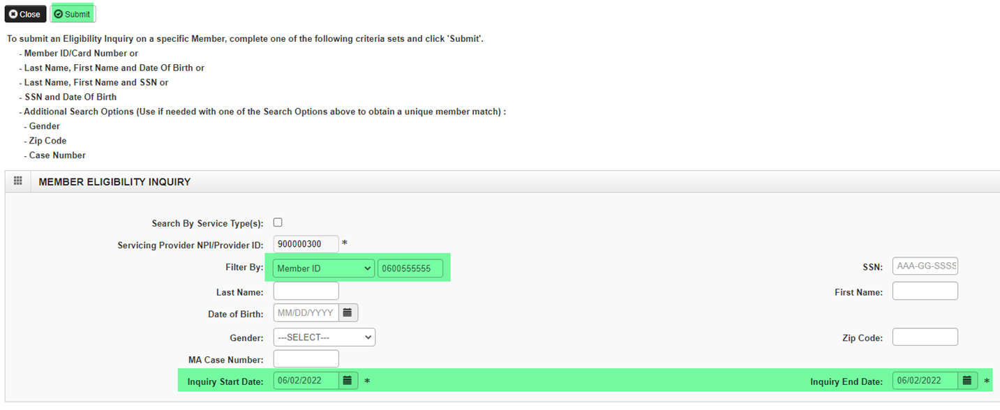 Close Submit
To submit an Eligibility Inquiry on a specific Member, complete one of the following criteria sets and click 'Submit'.
- Member ID/Card Number or
- Last Name, First Name and Date Of Birth or
- Last Name, First Name and SSN or
- SSN and Date Of Birth
- Additional Search Options (Use if needed with one of the Search Options above to obtain a unique member match) :
- Gender
- Zip Code
- Case Number
MEMBER ELIGIBILITY INQUIRY
Search By Service Type(s):
Servicing Provider NPI/Provider ID: 900000300 *
Filter By: Member ID 0600555555 SSN: AAA-GG-SSSS
Last Name: First Name:
Date of Birth: MM/DD/YYYY
Gender: ---SELECT--- Zip Code:
MA Case Number:
Inquiry Start Date: 06/02/2022 * Inquiry End Date: 06/02/2022 *